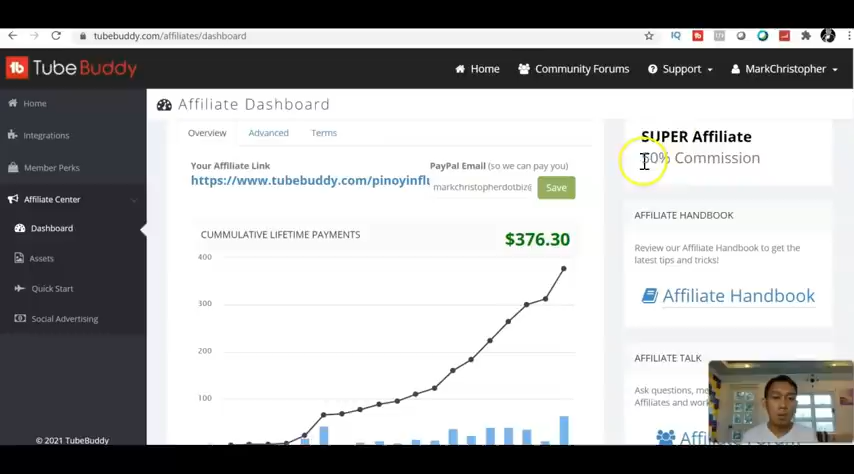 tubebuddy.com/affiliates/dashboard
TubeBuddy
Home
Community Forums
Support
MarkChristopher
Home
Integrations
Member Perks
Affiliate Center
Dashboard
Assets
Quick Start
Social Advertising
© 2021 TubeBuddy
Affiliate Dashboard
Overview
Advanced
Terms
Your Affiliate Link
https://www.tubebuddy.com/pinoyinflu
PayPal Email (so we can pay you)
markchristopherdotbiz@
Save
CUMMULATIVE LIFETIME PAYMENTS
$376.30
400
300
200
100
SUPER Affiliate
Commission
AFFILIATE HANDBOOK
Review our Affiliate Handbook to get the
latest tips and tricks!
Affiliate Handbook
AFFILIATE TALK
Ask questions,
Affiliates and